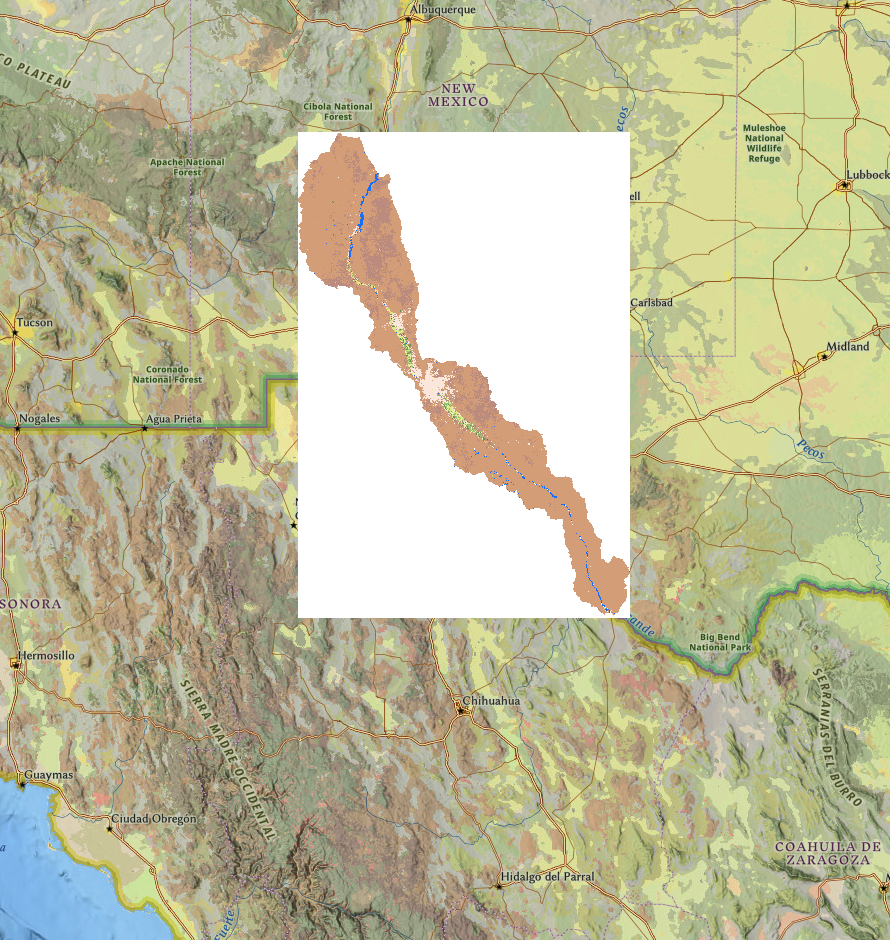 Albuquerque
CO PLATEAU
NEW
MEXICO
Cibola National
Forest
ecos
Muleshoe
National
Wildlife
Refuge
Apache National
Forest
Lubbock
ell
Carlsbad
Tucson
Midland
Coronado
National Forest
Nogales
Agua Prieta
Pecos
SONORA
ande
Big Bend
National Park
Hermosillo
SIERRA MADRE OCCIDENTAL
SERRANIAS DEL BURRO
Chihuahua
Guaymas
Ciudad Obregón
a
COAHUILA DE
ZARAGOZA
Hidalgo del Parral
Fuerte